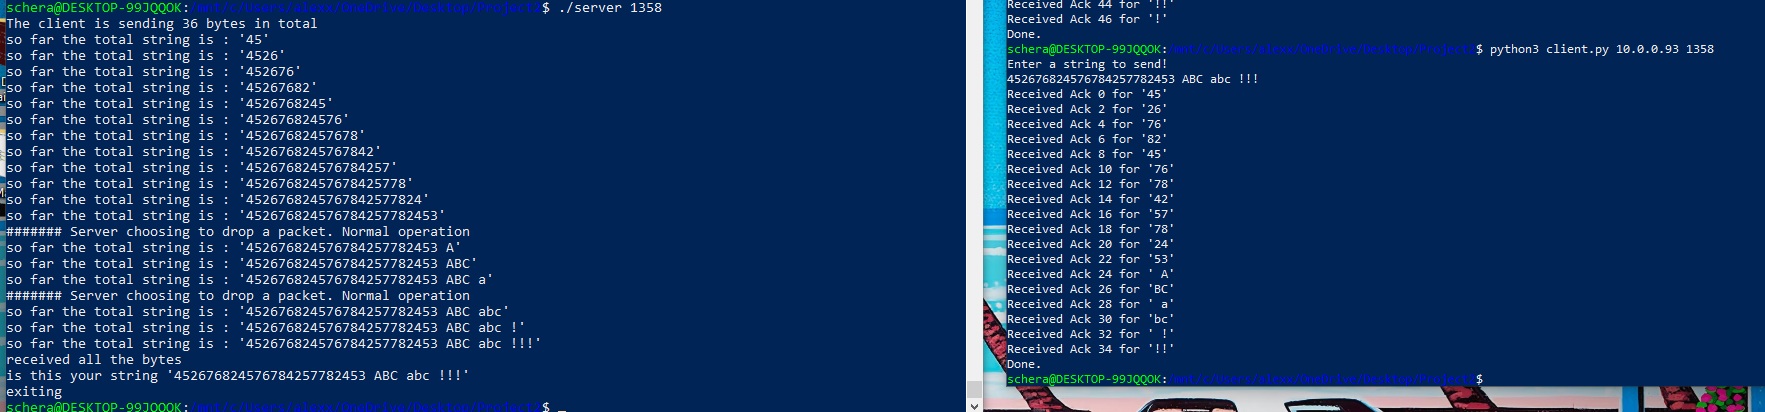 schera@DESKTOP-99JQQOK: $ ./server 1358
The client is sending 36 bytes in total
so far the total string is : '45'
so far the total string is : '4526'
so far the total string is : '452676'
so far the total string is : '45267682'
so far the total string is : '4526768245'
so far the total string is : '452676824576'
so far the total string is : '45267682457678'
so far the total string is : '4526768245767842'
so far the total string is : '452676824576784257'
so far the total string is : '45267682457678425778'
so far the total string is : '4526768245767842577824'
so far the total string is : '452676824576784257782453'
####### Server choosing to drop a packet. Normal operation
so far the total string is : '452676824576784257782453 A'
so far the total string is : '452676824576784257782453 ABC'
so far the total string is : '452676824576784257782453 ABC a'
####### Server choosing to drop a packet. Normal operation
so far the total string is : '452676824576784257782453 ABC abc'
so far the total string is : '452676824576784257782453 ABC abc !'
so far the total string is : '452676824576784257782453 ABC abc !!!'
received all the bytes
is this your string '452676824576784257782453 ABC abc !!!'
exiting
schera@DESKTOP-99JQQOK: $ _
Received Ack 44 for '!!'
Received Ack 46 for '!'
Done.
schera@DESKTOP-99JQQOK: $ python3 client.py 10.0.0.93 1358
Enter a string to send!
452676824576784257782453 ABC abc !!!
Received Ack 0 for '45'
Received Ack 2 for '26'
Received Ack 4 for '76'
Received Ack 6 for '82'
Received Ack 8 for '45'
Received Ack 10 for '76'
Received Ack 12 for '78'
Received Ack 14 for '42'
Received Ack 16 for '57'
Received Ack 18 for '78'
Received Ack 20 for '24'
Received Ack 22 for '53'
Received Ack 24 for ' A'
Received Ack 26 for 'BC'
Received Ack 28 for ' a'
Received Ack 30 for 'bc'
Received Ack 32 for ' !'
Received Ack 34 for '!!'
Done.
schera@DESKTOP-99JQQOK: $